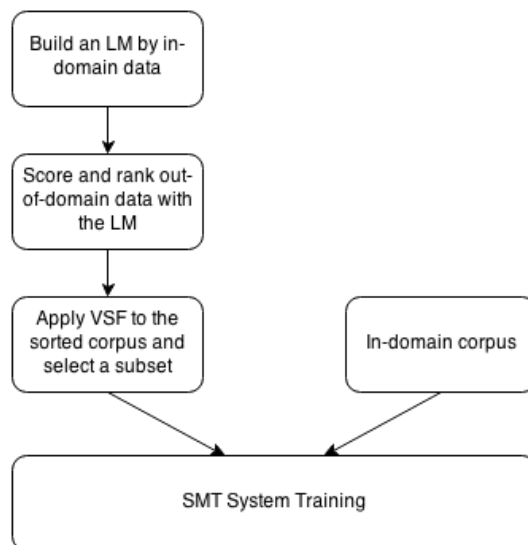 Build an LM by in-
domain data
Score and rank out-
of-domain data with
the LM
Apply VSF to the
sorted corpus and
select a subset
In-domain corpus
SMT System Training